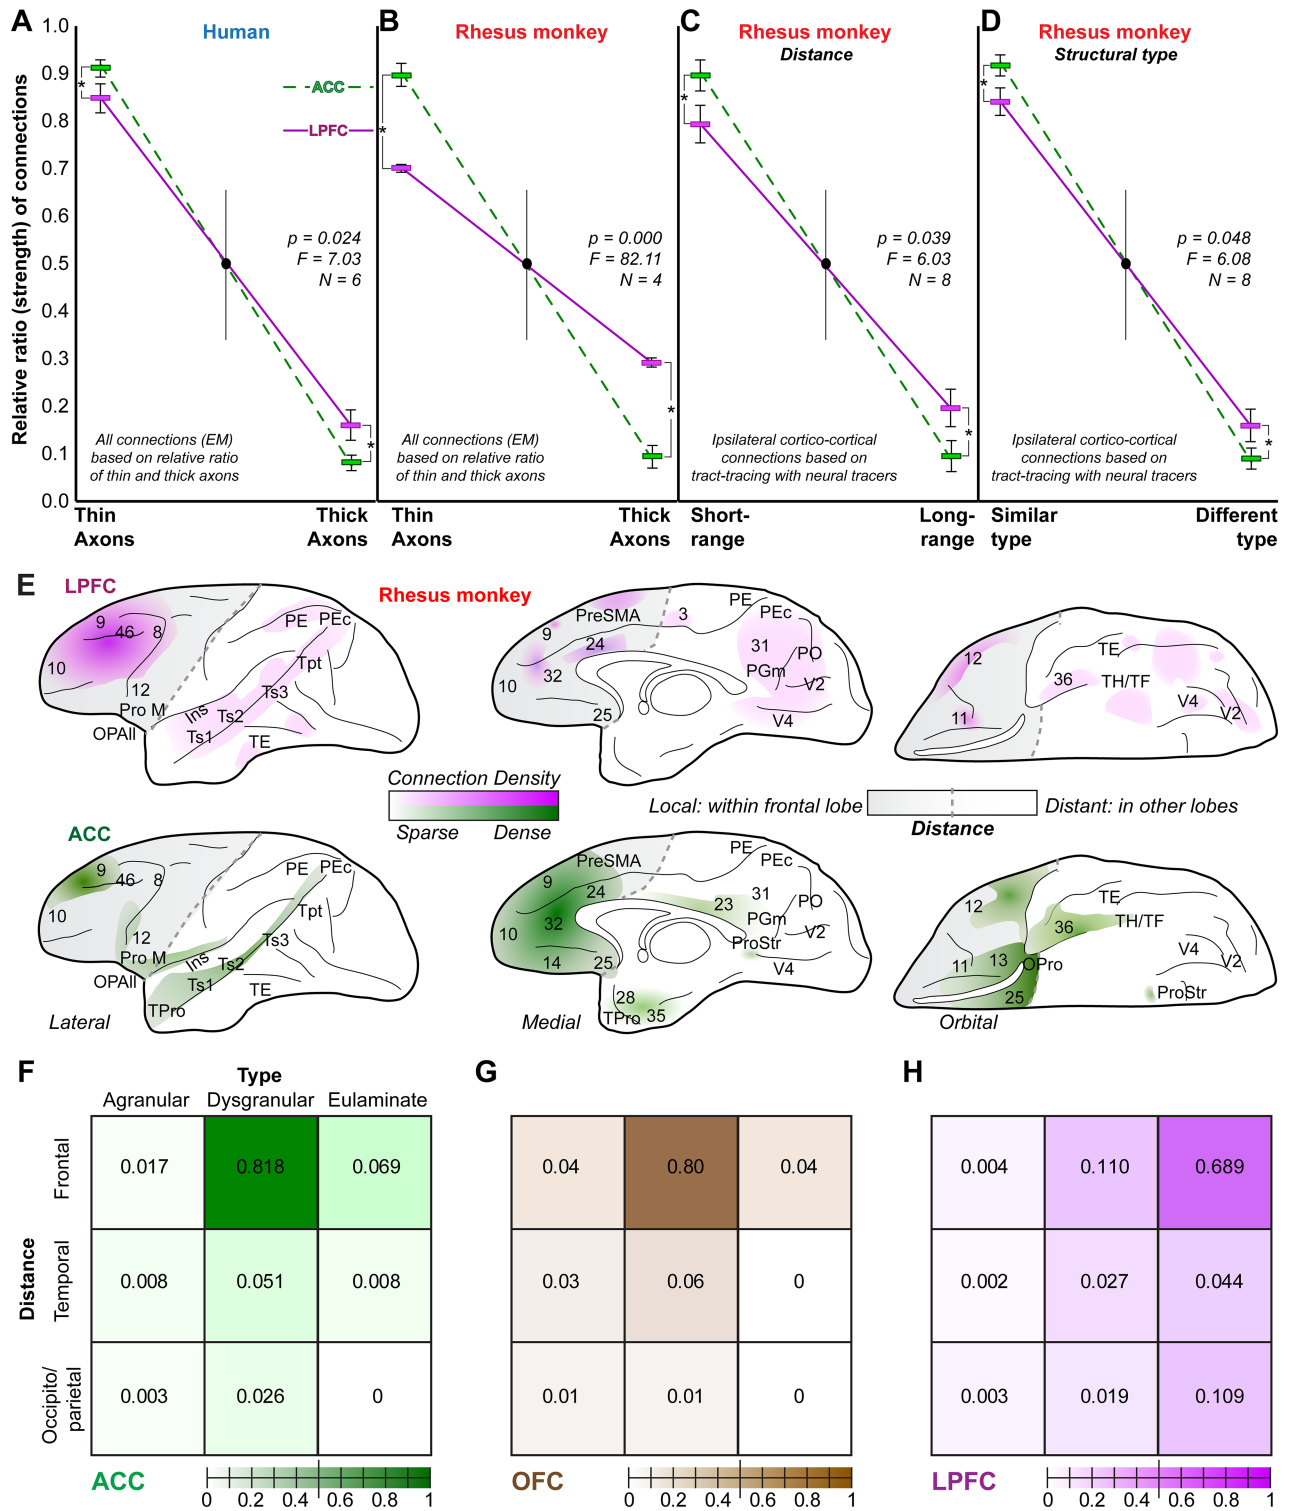 A
Human
B
Rhesus monkey
C
Rhesus monkey
Distance
D
Rhesus monkey
Structural type
Relative ratio (strength) of connections
1.0
0.9
0.8
0.7
0.6
0.5
0.4
0.3
0.2
0.1
0.0
*
*
*
*
*
*
*
*
ACC
LPFC
p = 0.024
F = 7.03
N = 6
p = 0.000
F = 82.11
N = 4
p = 0.039
F = 6.03
N = 8
p = 0.048
F = 6.08
N = 8
All connections (EM)
based on relative ratio
of thin and thick axons
All connections (EM)
based on relative ratio
of thin and thick axons
Ipsilateral cortico-cortical
connections based on
tract-tracing with neural tracers
Ipsilateral cortico-cortical
connections based on
tract-tracing with neural tracers
Thin
Axons
Thick
Axons
Thin
Axons
Thick
Axons
Short-
range
Long-
range
Similar
type
Different
type
E
LPFC
Rhesus monkey
9
46
8
10
12
Pro M
OPAll
Ins
Ts1
Ts2
Ts3
Tpt
PE
PEc
TE
PreSMA
9
24
32
10
25
3
PE
PEc
31
PO
PGm
V2
V4
12
11
36
TE
TH/TF
V4
V2
Connection Density
Sparse
Dense
Local: within frontal lobe
Distant: in other lobes
Distance
ACC
9
46
8
10
12
Pro M
OPAll
Ins
Ts1
Ts2
Ts3
Tpt
PE
PEc
TE
TPro
Lateral
PreSMA
9
24
32
10
14
25
23
PE
PEc
31
PO
PGm
V2
ProStr
V4
28
TPro
35
Medial
12
11
13
OPro
25
36
TE
TH/TF
V4
V2
ProStr
Orbital
F
Type
G
H
Agranular
Dysgranular
Eulaminate
Distance
Frontal
Temporal
Occipito/
parietal
0.017
0.818
0.069
0.008
0.051
0.008
0.003
0.026
0
0.04
0.80
0.04
0.03
0.06
0
0.01
0.01
0
0.004
0.110
0.689
0.002
0.027
0.044
0.003
0.019
0.109
ACC
0 0.2 0.4 0.6 0.8 1
OFC
0 0.2 0.4 0.6 0.8 1
LPFC
0 0.2 0.4 0.6 0.8 1